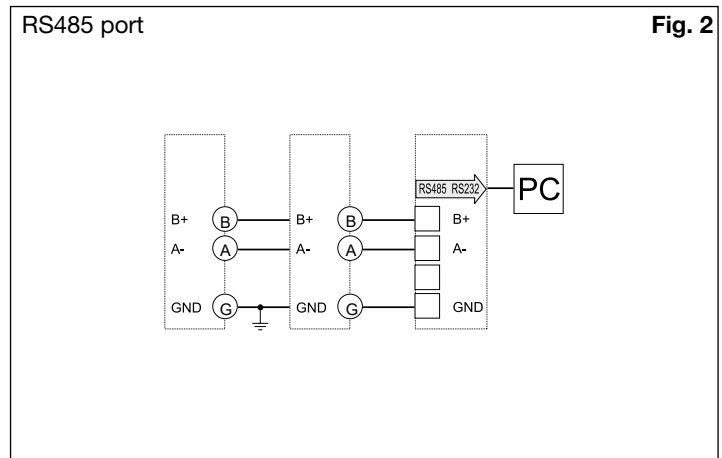 RS485 port Fig. 2
RS485 RS232 PC
B+ B B+ B B+
A- A A- A A-
GND G GND G GND